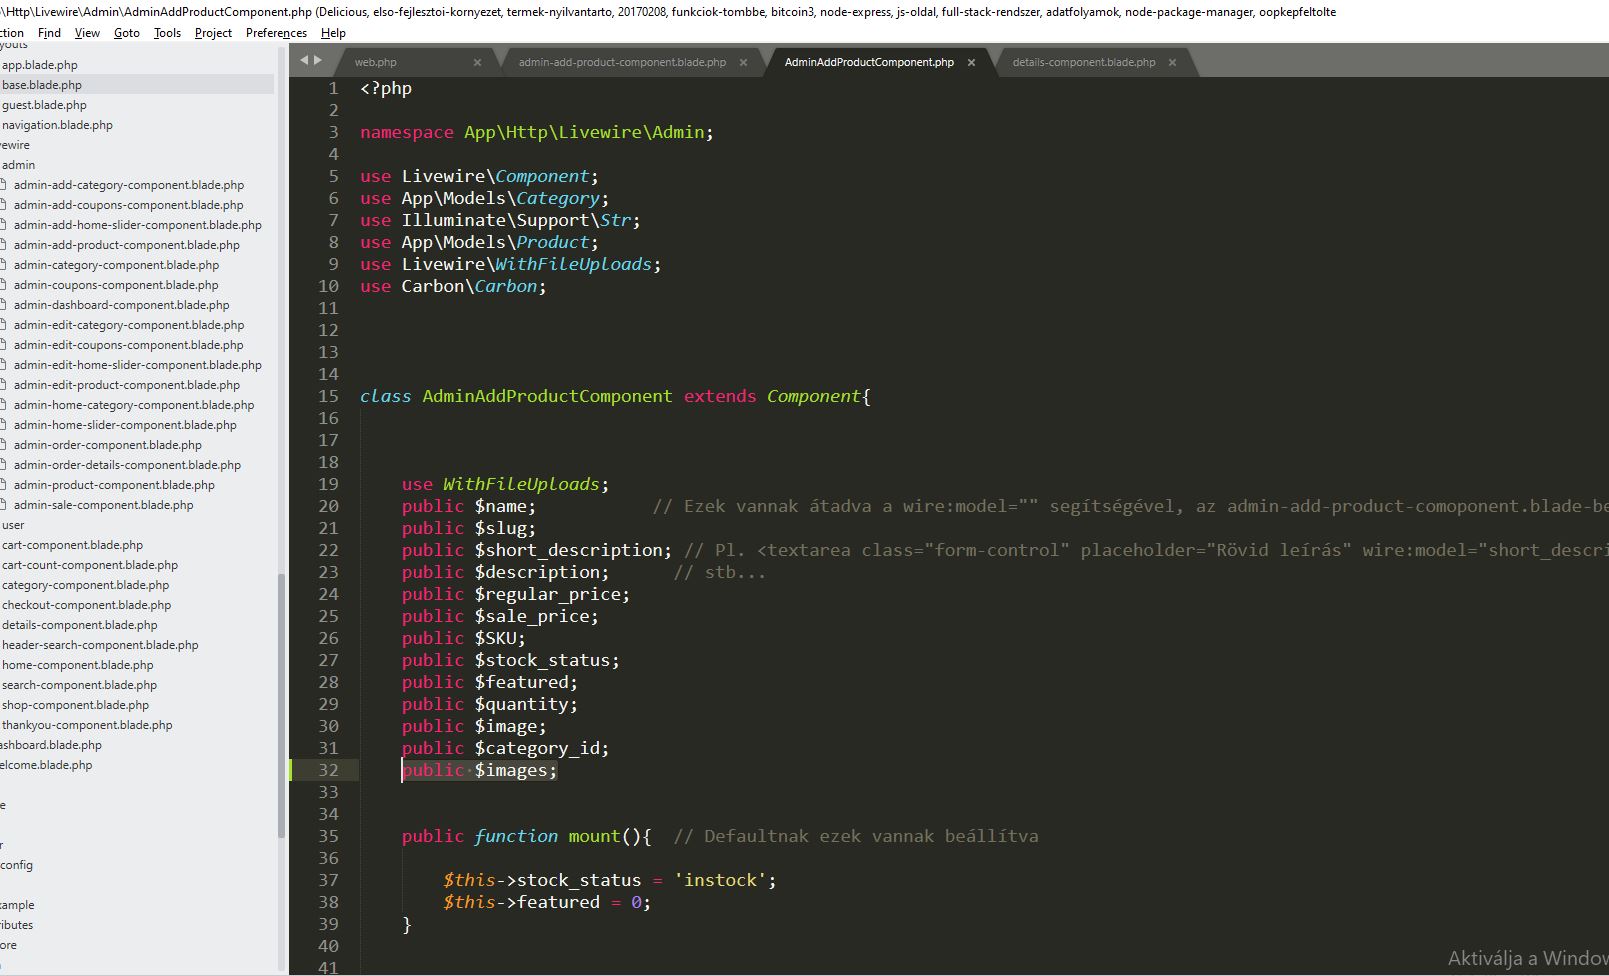 \Http\Livewire\Admin\AdminAddProductComponent.php (Delicious, elso-fejlesztoi-kornyezet, termek-nyilvantarto, 20170208, funkciok-tombbe, bitcoin3, node-express, js-oldal, full-stack-rendszer, adatfolyamok, node-package-manager, oopkepfeltolte
ction Find View Goto Tools Project Preferences Help
youts
app.blade.php
base.blade.php
guest.blade.php
navigation.blade.php
ewire
admin
admin-add-category-component.blade.php
admin-add-coupons-component.blade.php
admin-add-home-slider-component.blade.php
admin-add-product-component.blade.php
admin-category-component.blade.php
admin-coupons-component.blade.php
admin-dashboard-component.blade.php
admin-edit-category-component.blade.php
admin-edit-coupons-component.blade.php
admin-edit-home-slider-component.blade.php
admin-edit-product-component.blade.php
admin-home-category-component.blade.php
admin-home-slider-component.blade.php
admin-order-component.blade.php
admin-order-details-component.blade.php
admin-product-component.blade.php
admin-sale-component.blade.php
user
cart-component.blade.php
cart-count-component.blade.php
category-component.blade.php
checkout-component.blade.php
details-component.blade.php
header-search-component.blade.php
home-component.blade.php
search-component.blade.php
shop-component.blade.php
thankyou-component.blade.php
ashboard.blade.php
elcome.blade.php
e
r
config
xample
ributes
ore
web.php × admin-add-product-component.blade.php × AdminAddProductComponent.php × details-component.blade.php ×
1 <?php
2
3 namespace App\Http\Livewire\Admin;
4
5 use Livewire\Component;
6 use App\Models\Category;
7 use Illuminate\Support\Str;
8 use App\Models\Product;
9 use Livewire\WithFileUploads;
10 use Carbon\Carbon;
11
12
13
14
15 class AdminAddProductComponent extends Component{
16
17
18
19 use WithFileUploads;
20 public $name; // Ezek vannak átadva a wire:model="" segítségével, az admin-add-product-comoponent.blade-be
21 public $slug;
22 public $short_description; // Pl. <textarea class="form-control" placeholder="Rövid leírás" wire:model="short_descri
23 public $description; // stb...
24 public $regular_price;
25 public $sale_price;
26 public $SKU;
27 public $stock_status;
28 public $featured;
29 public $quantity;
30 public $image;
31 public $category_id;
32 public $images;
33
34
35 public function mount(){ // Defaultnak ezek vannak beállítva
36
37 $this->stock_status = 'instock';
38 $this->featured = 0;
39 }
40
41
Aktiválja a Window